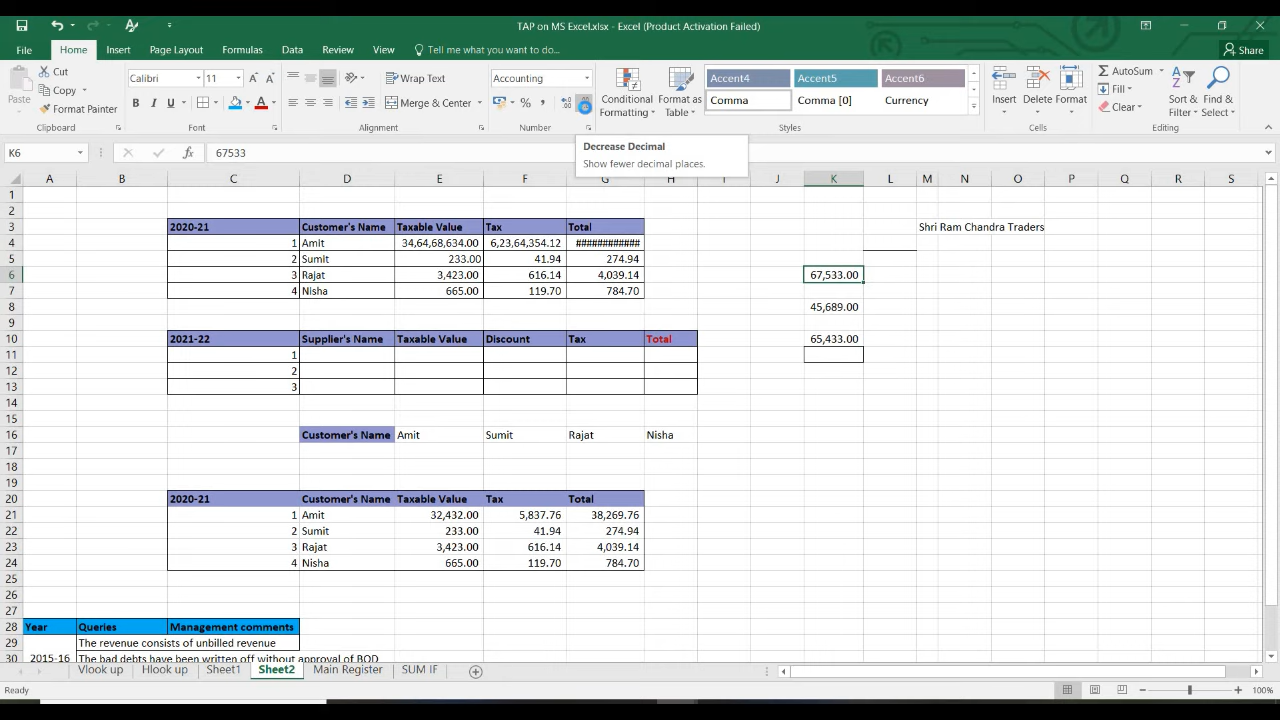 TAP on MS Excel.xlsx - Excel (Product Activation Failed)
File Home Insert Page Layout Formulas Data Review View Tell me what you want to do... Share
Paste Cut Copy Format Painter
Calibri 11
B I U A
Wrap Text
Merge & Center
Accounting
% ,
Conditional Formatting Format as Table
Accent4 Accent5 Accent6
Comma Comma [0] Currency
Insert Delete Format
AutoSum Fill Clear
Sort & Filter Find & Select
Clipboard Font Alignment Number Styles Cells Editing
K6 fx 67533
Decrease Decimal
Show fewer decimal places.
A B C D E F G H I J K L M N O P Q R S
1
2
3 2020-21 Customer's Name Taxable Value Tax Total Shri Ram Chandra Traders
4 1 Amit 34,64,68,634.00 6,23,64,354.12 ############
5 2 Sumit 233.00 41.94 274.94
6 3 Rajat 3,423.00 616.14 4,039.14 67,533.00
7 4 Nisha 665.00 119.70 784.70
8 45,689.00
9
10 2021-22 Supplier's Name Taxable Value Discount Tax Total 65,433.00
11 1
12 2
13 3
14
15
16 Customer's Name Amit Sumit Rajat Nisha
17
18
19
20 2020-21 Customer's Name Taxable Value Tax Total
21 1 Amit 32,432.00 5,837.76 38,269.76
22 2 Sumit 233.00 41.94 274.94
23 3 Rajat 3,423.00 616.14 4,039.14
24 4 Nisha 665.00 119.70 784.70
25
26
27
28 Year Queries Management comments
29 The revenue consists of unbilled revenue
30 2015-16 The bad debts have been written off without approval of BOD
Vlook up Hlook up Sheet1 Sheet2 Main Register SUM IF
Ready 100%